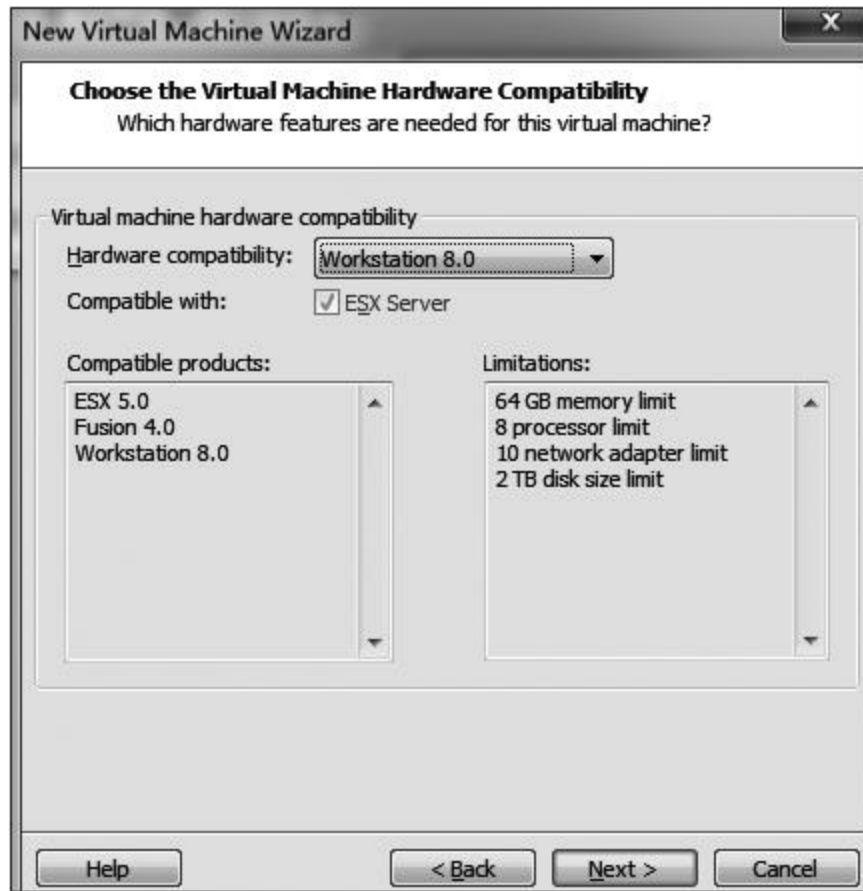 New Virtual Machine Wizard
Choose the Virtual Machine Hardware Compatibility
Which hardware features are needed for this virtual machine?
Virtual machine hardware compatibility
Hardware compatibility: Workstation 8.0
Compatible with: ESX Server
Compatible products:
ESX 5.0
Fusion 4.0
Workstation 8.0
Limitations:
64 GB memory limit
8 processor limit
10 network adapter limit
2 TB disk size limit
Help < Back Next > Cancel